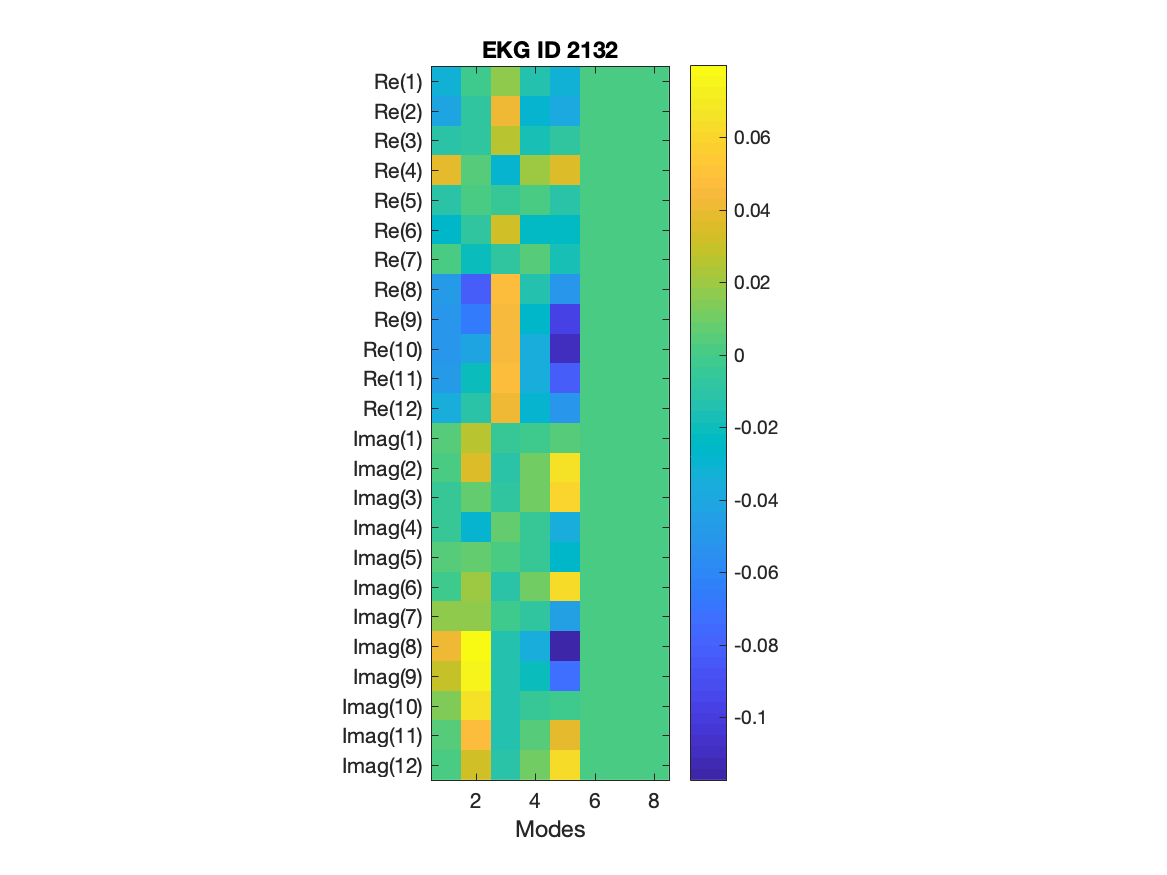 EKG ID 2132
Re(1)
Re(2)
Re(3)
Re(4)
Re(5)
Re(6)
Re(7)
Re(8)
Re(9)
Re(10)
Re(11)
Re(12)
Imag(1)
Imag(2)
Imag(3)
Imag(4)
Imag(5)
Imag(6)
Imag(7)
Imag(8)
Imag(9)
Imag(10)
Imag(11)
Imag(12)
2 4 6 8
Modes
0.06
0.04
0.02
0
-0.02
-0.04
-0.06
-0.08
-0.1